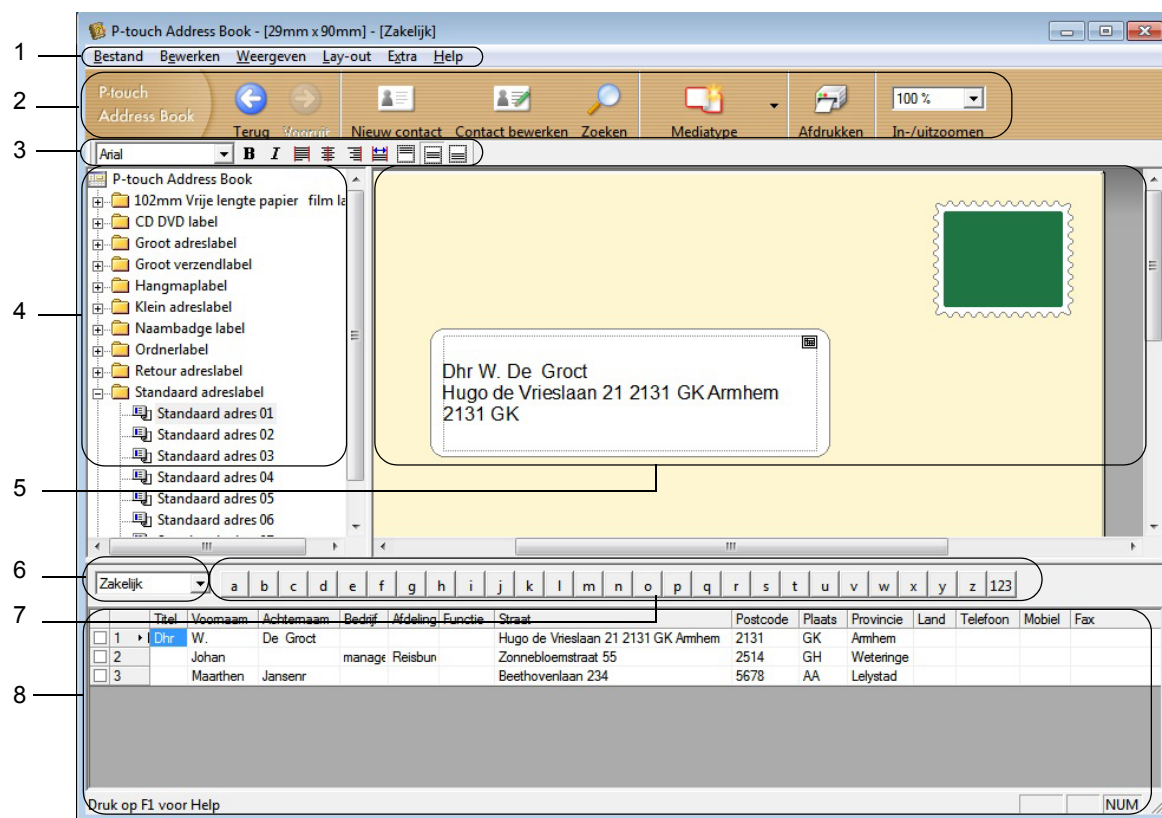 P-touch Address Book - [29mm x 90mm] - [Zakelijk]
1
Bestand Bewerken Weergeven Lay-out Extra Help
2
P-touch
Address Book
100 %
Terug Vooruit Nieuw contact Contact bewerken Zoeken Mediatype Afdrukken In-/uitzoomen
3
Arial B I
4
P-touch Address Book
102mm Vrije lengte papier film la
CD DVD label
Groot adreslabel
Groot verzendlabel
Hangmaplabel
Klein adreslabel
Naambadge label
Ordnerlabel
Retour adreslabel
Standaard adreslabel
Standaard adres 01
Standaard adres 02
Standaard adres 03
Standaard adres 04
Standaard adres 05
Standaard adres 06
Dhr W. De Groct
Hugo de Vrieslaan 21 2131 GK Arnhem
2131 GK
5
6
Zakelijk
a b c d e f g h i j k l m n o p q r s t u v w x y z 123
7
Titel Voornaam Achternaam Bedrijf Afdeling Functie Straat Postcode Plaats Provincie Land Telefoon Mobiel Fax
1 Dhr W. De Groct Hugo de Vrieslaan 21 2131 GK Arnhem 2131 GK Arnhem
2 Johan manage Reisbun Zonnebloemstraat 55 2514 GH Weteringe
3 Maarthen Jansenr Beethovenlaan 234 5678 AA Lelystad
8
Druk op F1 voor Help NUM